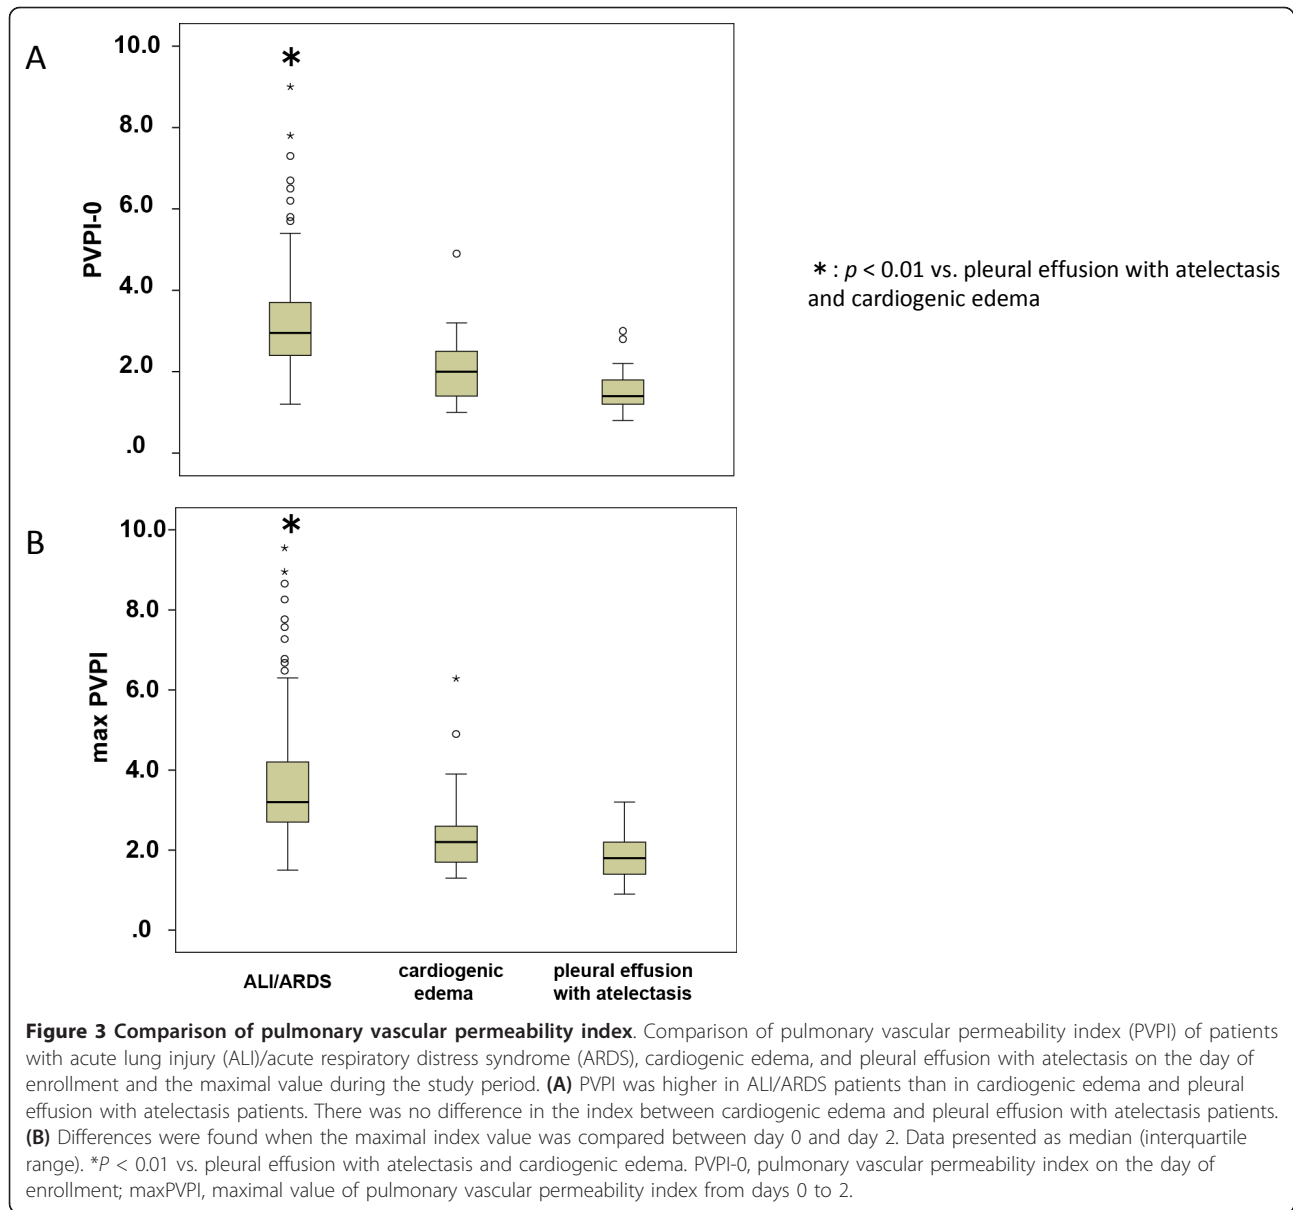 A
*
10.0
8.0
6.0
4.0
2.0
.0
PVPI-0
* : p < 0.01 vs. pleural effusion with atelectasis
and cardiogenic edema
B
*
10.0
8.0
6.0
4.0
2.0
.0
max PVPI
ALI/ARDS
cardiogenic
edema
pleural effusion
with atelectasis
Figure 3 Comparison of pulmonary vascular permeability index. Comparison of pulmonary vascular permeability index (PVPI) of patients
with acute lung injury (ALI)/acute respiratory distress syndrome (ARDS), cardiogenic edema, and pleural effusion with atelectasis on the day of
enrollment and the maximal value during the study period. (A) PVPI was higher in ALI/ARDS patients than in cardiogenic edema and pleural
effusion with atelectasis patients. There was no difference in the index between cardiogenic edema and pleural effusion with atelectasis patients.
(B) Differences were found when the maximal index value was compared between day 0 and day 2. Data presented as median (interquartile
range). *P < 0.01 vs. pleural effusion with atelectasis and cardiogenic edema. PVPI-0, pulmonary vascular permeability index on the day of
enrollment; maxPVPI, maximal value of pulmonary vascular permeability index from days 0 to 2.